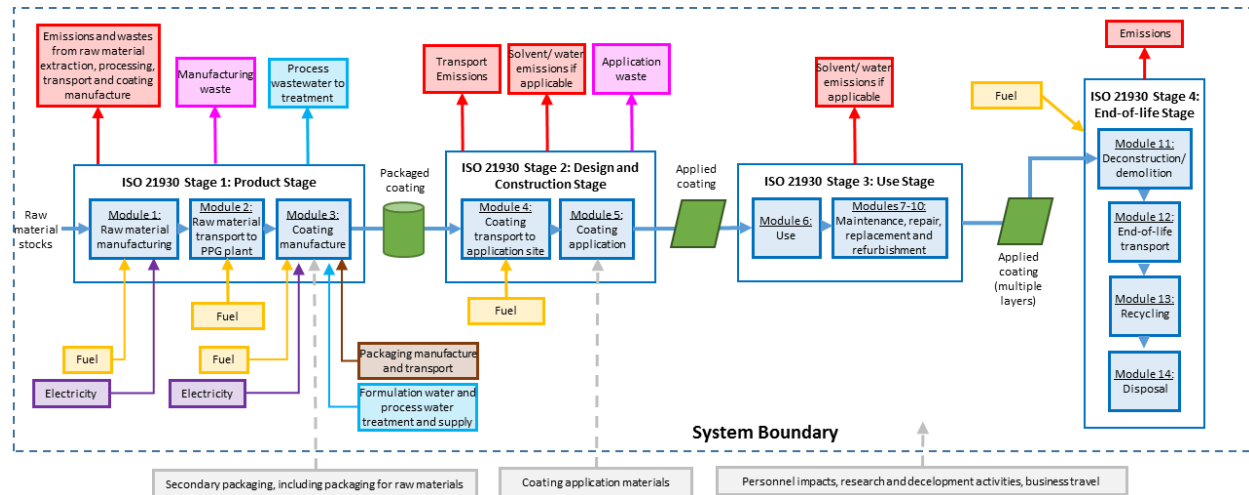 Emissions and wastes
from raw material
extraction, processing,
transport and coating
manufacture
Manufacturing
waste
Process
wastewater to
treatment
Transport
Emissions
Solvent/ water
emissions if
applicable
Application
waste
Solvent/ water
emissions if
applicable
Emissions
Fuel
ISO 21930 Stage 1: Product Stage
Raw
material
stocks
Module 1:
Raw material
manufacturing
Module 2:
Raw material
transport to
PPG plant
Module 3:
Coating
manufacture
Packaged
coating
ISO 21930 Stage 2: Design and
Construction Stage
Module 4:
Coating
transport to
application site
Module 5:
Coating
application
Applied
coating
ISO 21930 Stage 3: Use Stage
Module 6:
Use
Modules 7-10:
Maintenance, repair,
replacement and
refurbishment
Applied
coating
(multiple
layers)
ISO 21930 Stage 4:
End-of-life Stage
Module 11:
Deconstruction/
demolition
Module 12:
End-of-life
transport
Module 13:
Recycling
Module 14:
Disposal
Fuel
Fuel
Fuel
Fuel
Electricity
Electricity
Packaging manufacture
and transport
Formulation water and
process water
treatment and supply
System Boundary
Secondary packaging, including packaging for raw materials
Coating application materials
Personnel impacts, research and development activities, business travel